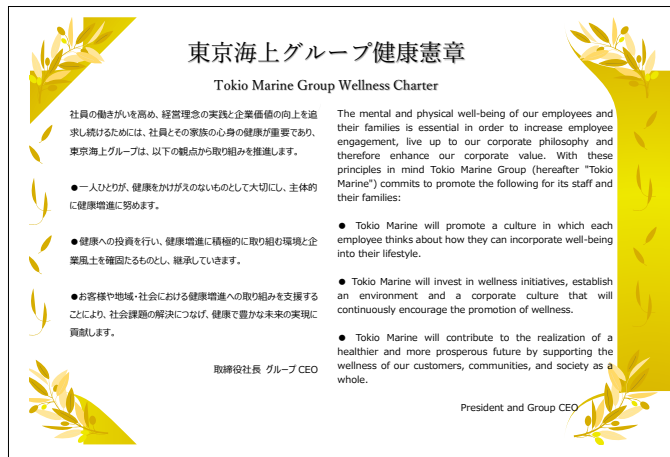 東京海上グループ健康憲章
Tokio Marine Group Wellness Charter
社員の働きがいを高め、経営理念の実践と企業価値の向上を追
求し続けるためには、社員とその家族の心身の健康が重要であり、
東京海上グループは、以下の観点から取り組みを推進します。
●一人ひとりが、健康をかけがえのないものとして大切にし、主体的
に健康増進に努めます。
●健康への投資を行い、健康増進に積極的に取り組む環境と企
業風土を確固たるものとし、継承していきます。
●お客様や地域・社会における健康増進への取り組みを支援する
ことにより、社会課題の解決につなげ、健康で豊かな未来の実現に
貢献します。
取締役社長 グループ CEO
The mental and physical well-being of our employees and
their families is essential in order to increase employee
engagement, live up to our corporate philosophy and
therefore enhance our corporate value. With these
principles in mind Tokio Marine Group (hereafter "Tokio
Marine") commits to promote the following for its staff and
their families:
● Tokio Marine will promote a culture in which each
employee thinks about how they can incorporate well-being
into their lifestyle.
● Tokio Marine will invest in wellness initiatives, establish
an environment and a corporate culture that will
continuously encourage the promotion of wellness.
● Tokio Marine will contribute to the realization of a
healthier and more prosperous future by supporting the
wellness of our customers, communities, and society as a
whole.
President and Group CEO